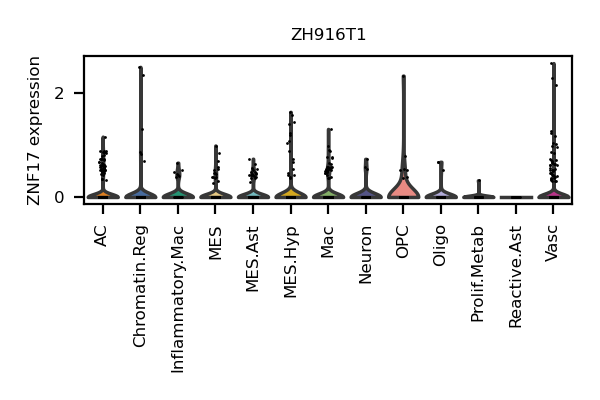 ZH916T1
ZNF17 expression
2
0
AC
Chromatin.Reg
Inflammatory.Mac
MES
MES.Ast
MES.Hyp
Mac
Neuron
OPC
Oligo
Prolif.Metab
Reactive.Ast
Vasc